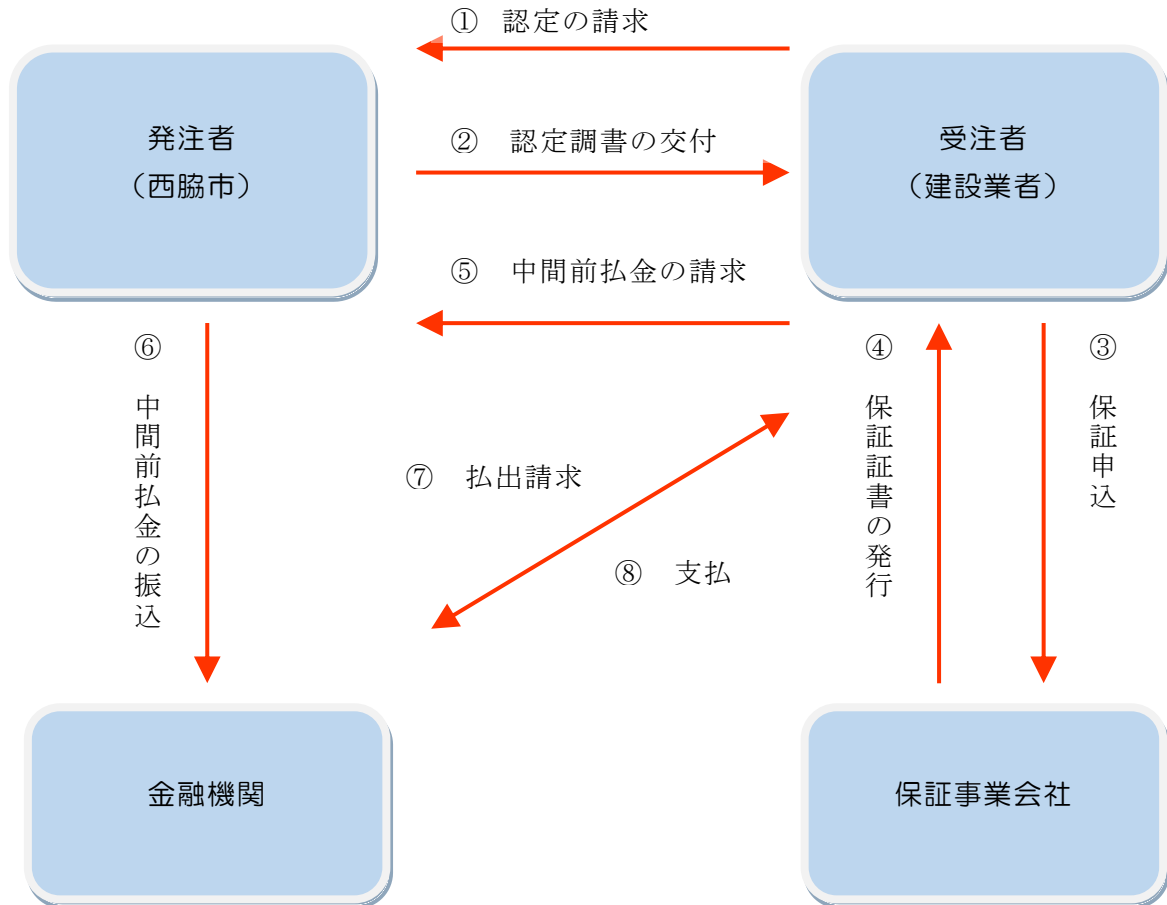 ① 認定の請求
発注者
（西脇市）
受注者
（建設業者）
② 認定調書の交付
⑤ 中間前払金の請求
⑥ 中間前払金の振込
④ 保証証書の発行
③ 保証申込
⑦ 払出請求
⑧ 支払
金融機関
保証事業会社